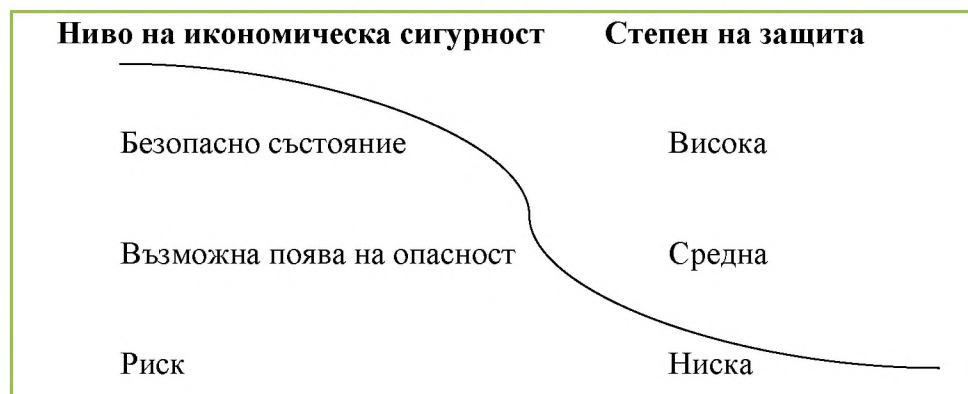 Ниво на икономическа сигурност Степен на защита
Безопасно състояние Висока
Възможна поява на опасност Средна
Риск Ниска